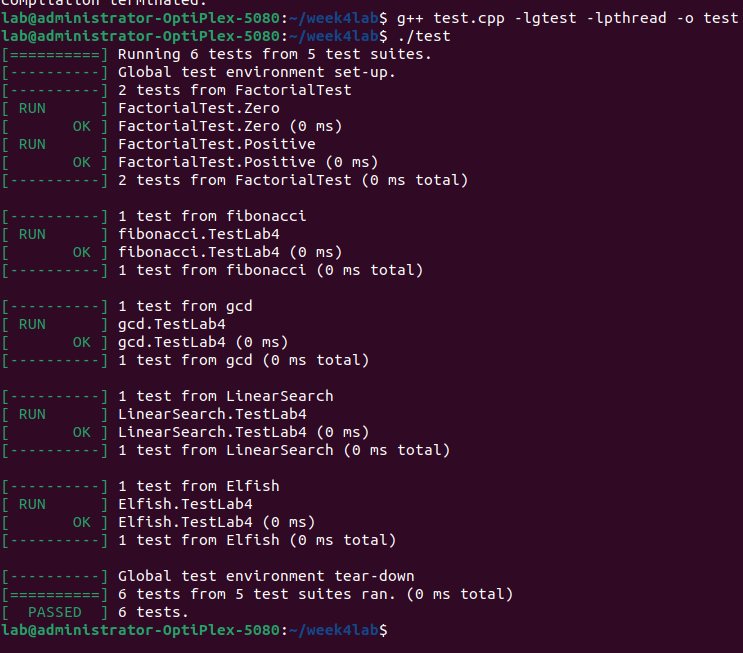 Compilation terminated.
lab@administrator-OptiPlex-5080:~/week4lab$ g++ test.cpp -lgtest -lpthread -o test
lab@administrator-OptiPlex-5080:~/week4lab$ ./test
[==========] Running 6 tests from 5 test suites.
[----------] Global test environment set-up.
[----------] 2 tests from FactorialTest
[ RUN      ] FactorialTest.Zero
[       OK ] FactorialTest.Zero (0 ms)
[ RUN      ] FactorialTest.Positive
[       OK ] FactorialTest.Positive (0 ms)
[----------] 2 tests from FactorialTest (0 ms total)

[----------] 1 test from fibonacci
[ RUN      ] fibonacci.TestLab4
[       OK ] fibonacci.TestLab4 (0 ms)
[----------] 1 test from fibonacci (0 ms total)

[----------] 1 test from gcd
[ RUN      ] gcd.TestLab4
[       OK ] gcd.TestLab4 (0 ms)
[----------] 1 test from gcd (0 ms total)

[----------] 1 test from LinearSearch
[ RUN      ] LinearSearch.TestLab4
[       OK ] LinearSearch.TestLab4 (0 ms)
[----------] 1 test from LinearSearch (0 ms total)

[----------] 1 test from Elfish
[ RUN      ] Elfish.TestLab4
[       OK ] Elfish.TestLab4 (0 ms)
[----------] 1 test from Elfish (0 ms total)

[----------] Global test environment tear-down
[==========] 6 tests from 5 test suites ran. (0 ms total)
[  PASSED  ] 6 tests.
lab@administrator-OptiPlex-5080:~/week4lab$